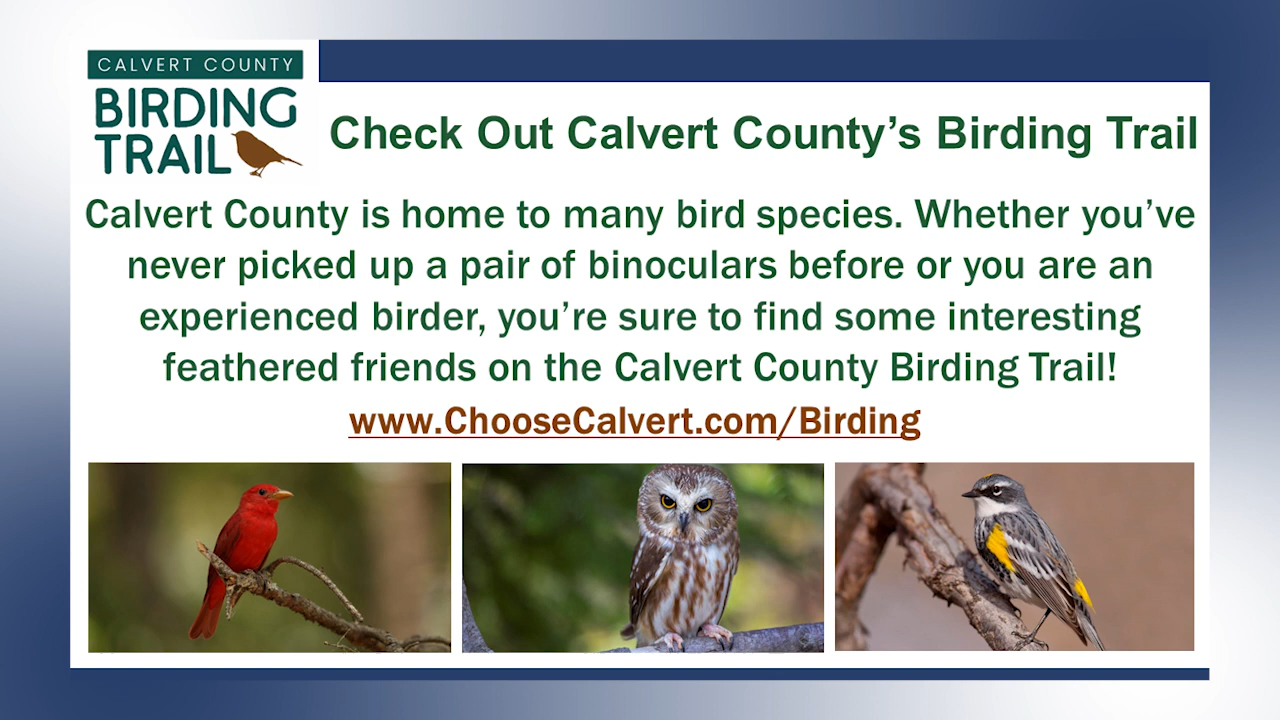 CALVERT COUNTY
BIRDING
TRAIL
Check Out Calvert County’s Birding Trail
Calvert County is home to many bird species. Whether you’ve
never picked up a pair of binoculars before or you are an
experienced birder, you’re sure to find some interesting
feathered friends on the Calvert County Birding Trail!
www.ChooseCalvert.com/Birding